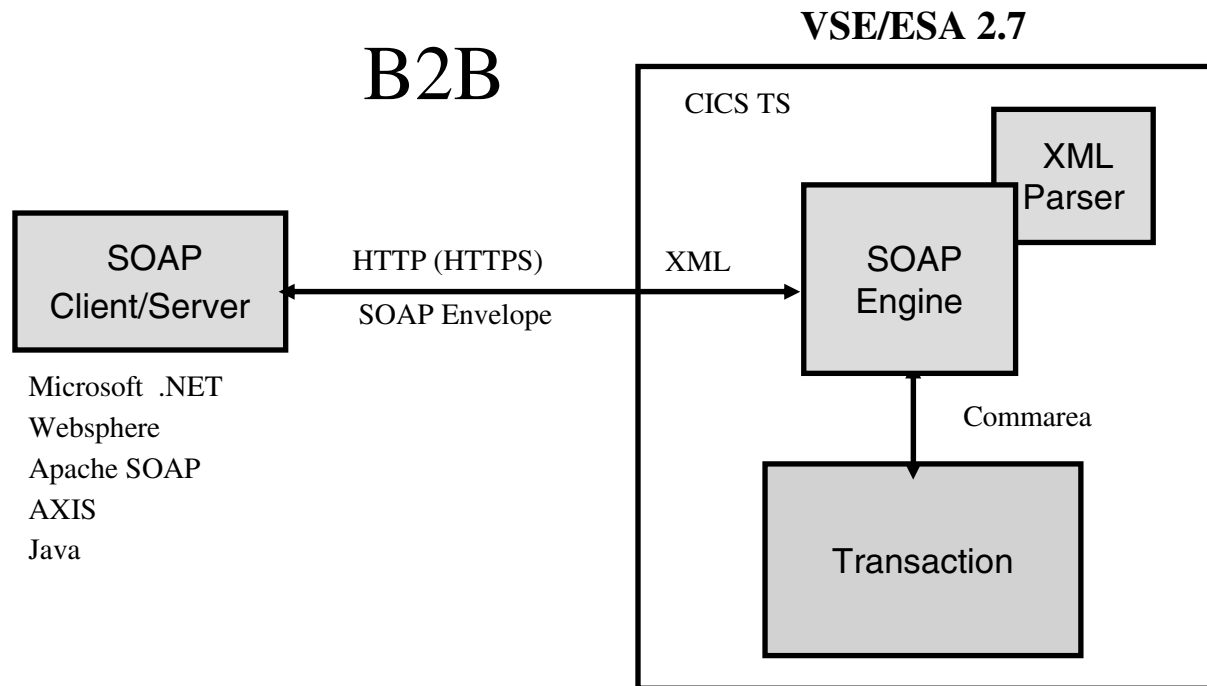 VSE/ESA 2.7
B2B
CICS TS
XML
Parser
SOAP
Client/Server
HTTP (HTTPS)
SOAP Envelope
XML
SOAP
Engine
Microsoft .NET
Websphere
Apache SOAP
AXIS
Java
Commarea
Transaction